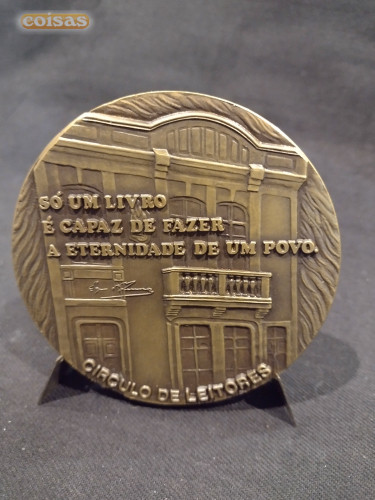 coisas
SÓ UM LIVRO
É CAPAZ DE FAZER
A ETERNIDADE DE UM POVO.
CIRCULO DE LEITORES